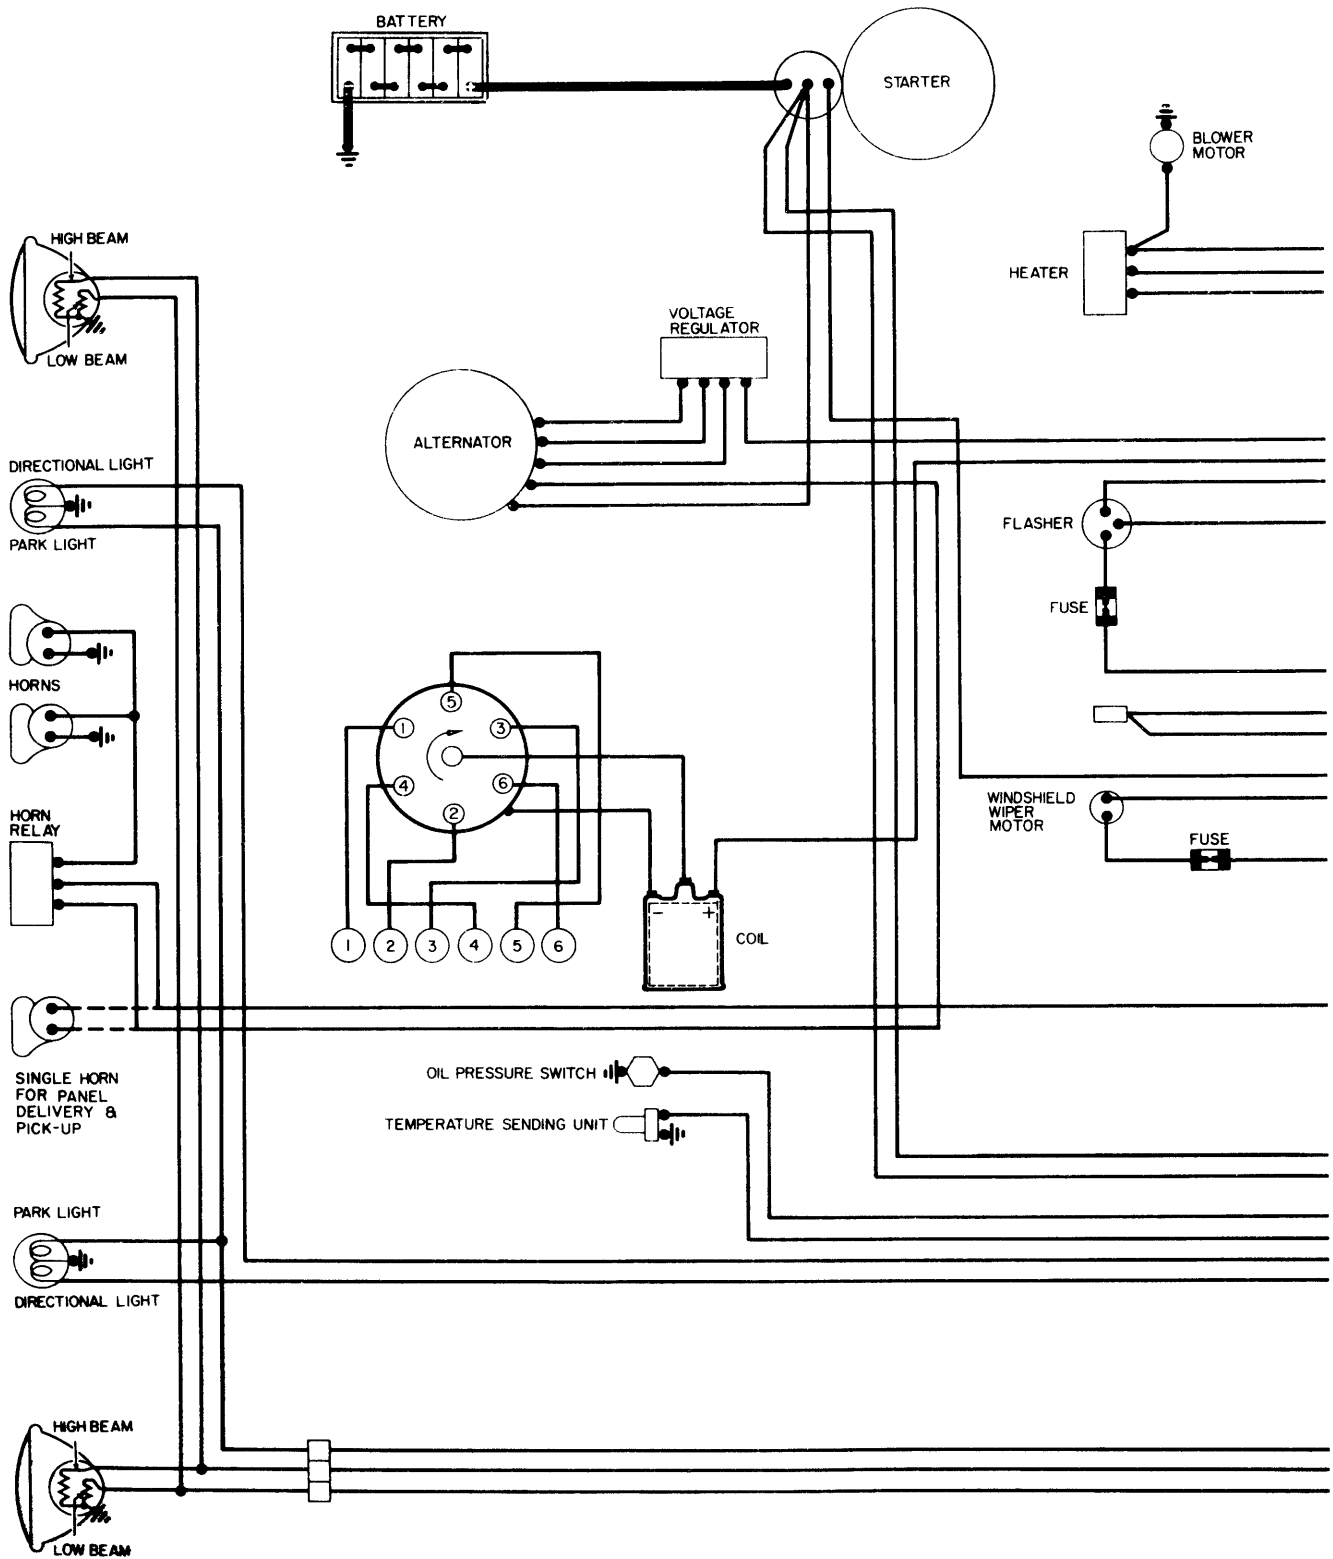 BATTERY
STARTER
BLOWER
MOTOR
HIGH BEAM
HEATER
VOLTAGE
REGULATOR
LOW BEAM
ALTERNATOR
DIRECTIONAL LIGHT
FLASHER
PARK LIGHT
FUSE
HORNS
5
1
3
4
6
2
WINDSHIELD
WIPER
MOTOR
HORN
RELAY
FUSE
- +
COIL
1 2 3 4 5 6
OIL PRESSURE SWITCH
SINGLE HORN
FOR PANEL
DELIVERY &
PICK-UP
TEMPERATURE SENDING UNIT
PARK LIGHT
DIRECTIONAL LIGHT
HIGH BEAM
LOW BEAM